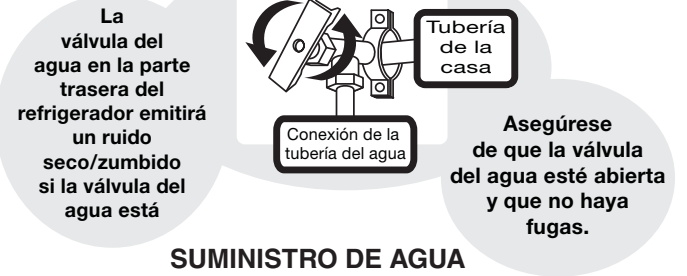 La
válvula del
agua en la parte
trasera del
refrigerador emitirá
un ruido
seco/zumbido
si la válvula del
agua está
Tubería
de la
casa
Conexión de la
tubería del agua
Asegúrese
de que la válvula
del agua esté abierta
y que no haya
fugas.
SUMINISTRO DE AGUA